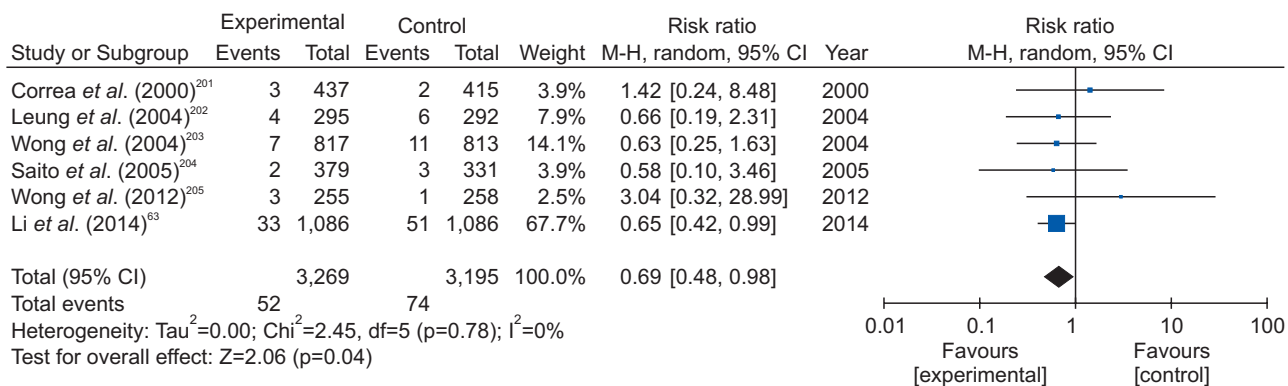 Experimental Control Risk ratio Risk ratio
Study or Subgroup Events Total Events Total Weight M-H, random, 95% CI Year M-H, random, 95% CI
Correa et al. (2000)²⁰¹ 3 437 2 415 3.9% 1.42 [0.24, 8.48] 2000
Leung et al. (2004)²⁰² 4 295 6 292 7.9% 0.66 [0.19, 2.31] 2004
Wong et al. (2004)²⁰³ 7 817 11 813 14.1% 0.63 [0.25, 1.63] 2004
Saito et al. (2005)²⁰⁴ 2 379 3 331 3.9% 0.58 [0.10, 3.46] 2005
Wong et al. (2012)²⁰⁵ 3 255 1 258 2.5% 3.04 [0.32, 28.99] 2012
Li et al. (2014)⁶³ 33 1,086 51 1,086 67.7% 0.65 [0.42, 0.99] 2014
Total (95% CI) 3,269 3,195 100.0% 0.69 [0.48, 0.98]
Total events 52 74
Heterogeneity: Tau²=0.00; Chi²=2.45, df=5 (p=0.78); I²=0%
Test for overall effect: Z=2.06 (p=0.04)
0.01 0.1 1 10 100
Favours Favours
[experimental] [control]